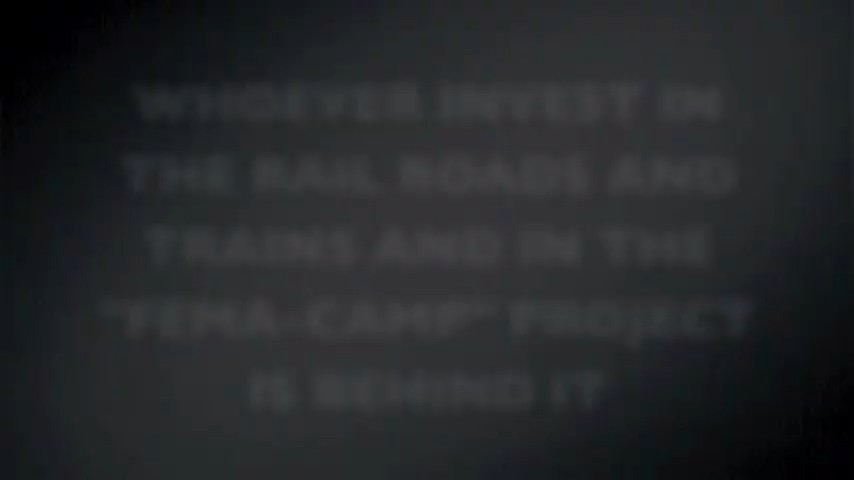 WHOEVER INVEST IN
THE RAIL ROADS AND
TRAINS AND IN THE
"FEMA-CAMP" PROJECT
IS BEHIND IT